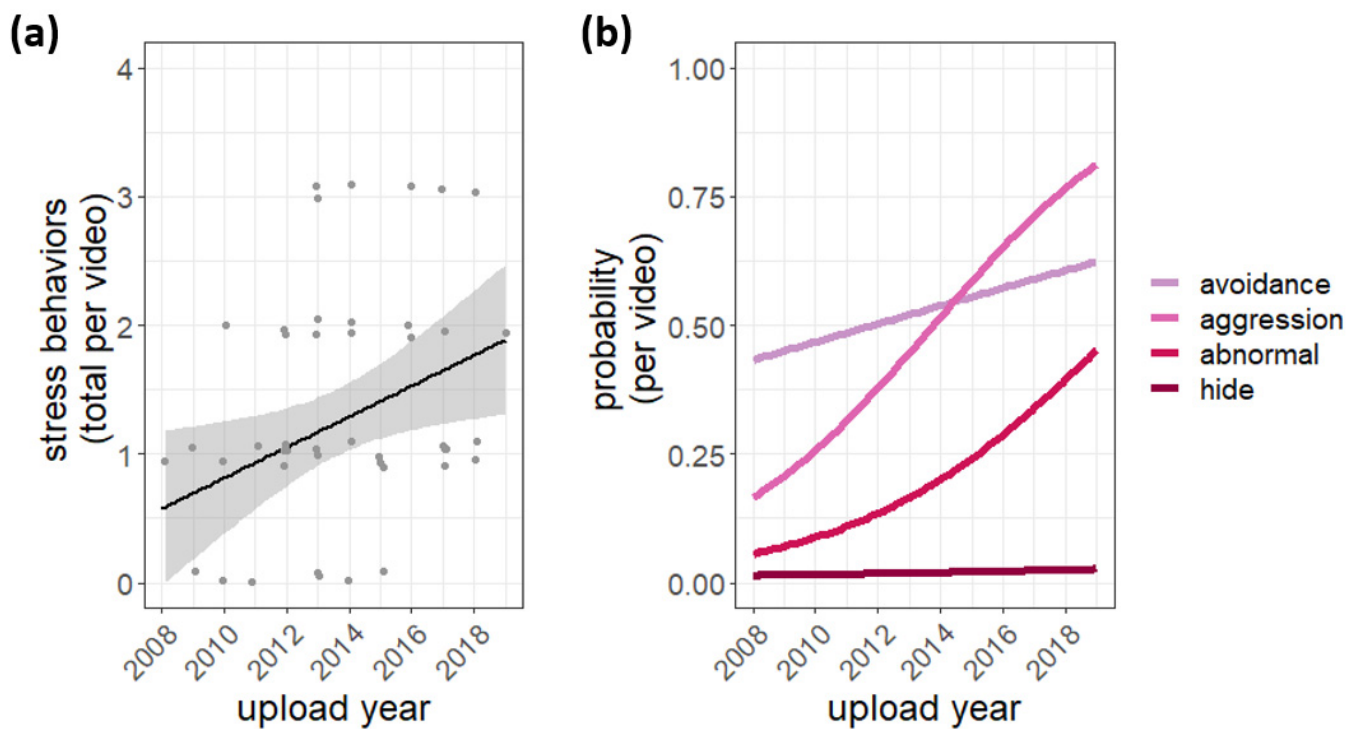 (a)
4
3
2
1
0
stress behaviors
(total per video)
2008
2010
2012
2014
2016
2018
upload year
(b)
1.00
0.75
0.50
0.25
0.00
probability
(per video)
2008
2010
2012
2014
2016
2018
upload year
avoidance
aggression
abnormal
hide